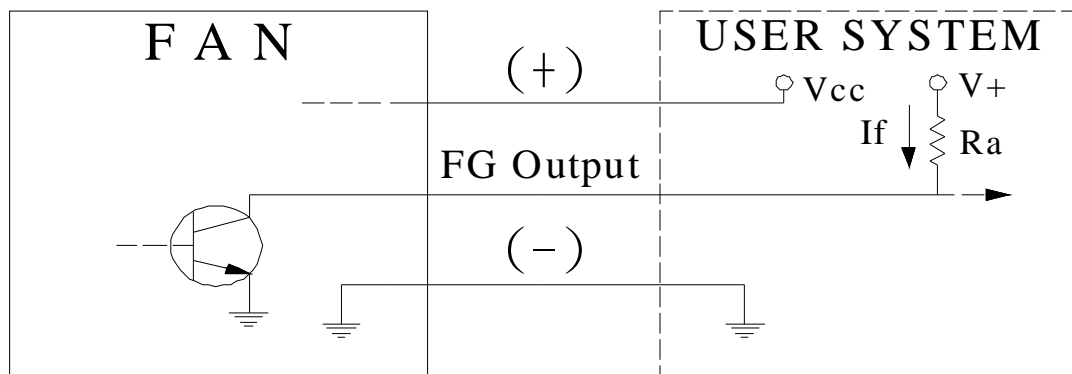 F A N
USER SYSTEM
(+)
Vcc
V+
If
Ra
FG Output
(-)